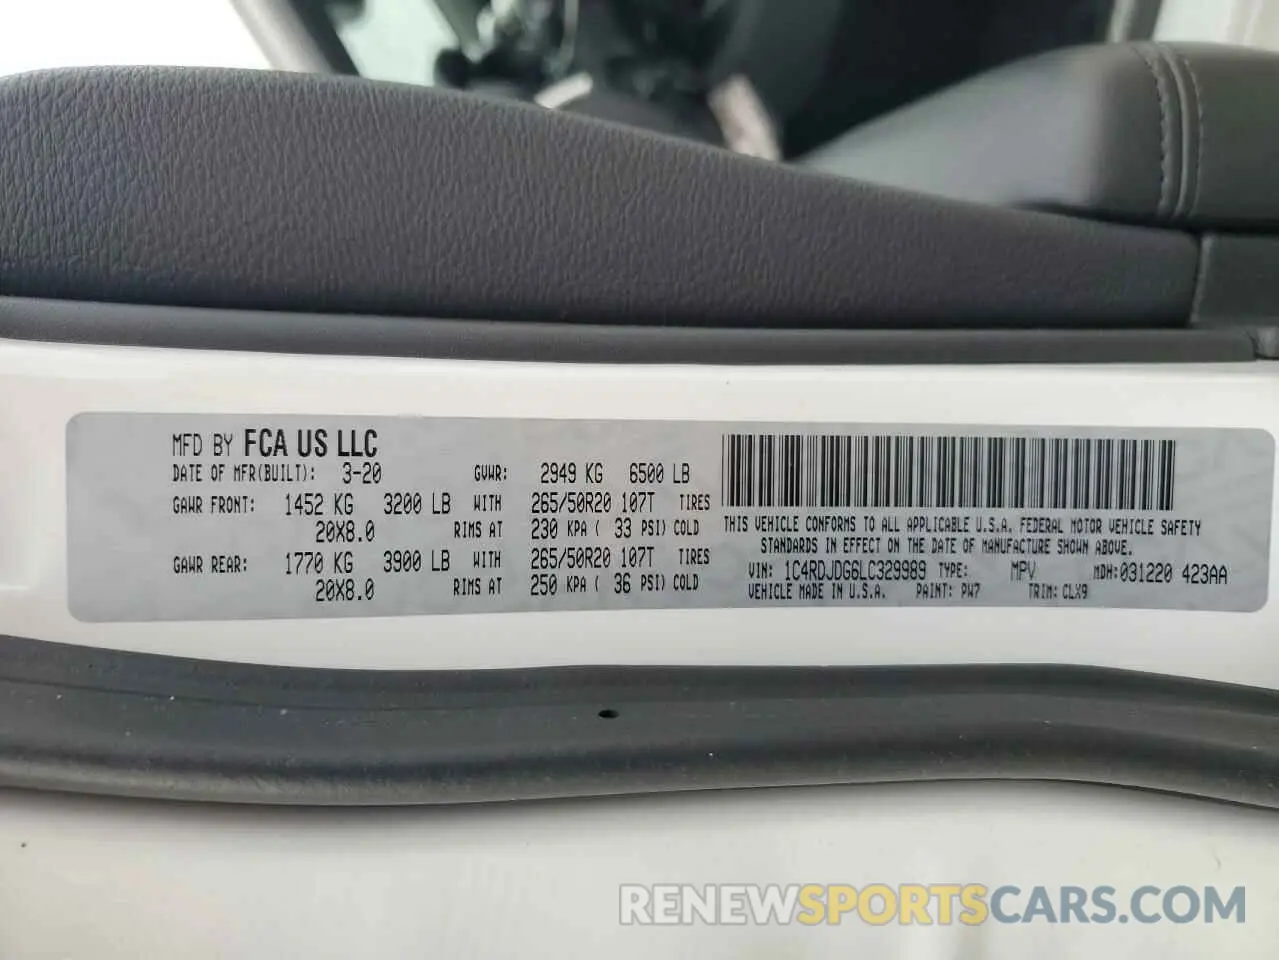 MFD BY FCA US LLC
DATE OF MFR(BUILT): 3-20 GVWR: 2949 KG 6500 LB
GAWR FRONT: 1452 KG 3200 LB WITH 265/50R20 107T TIRES
20X8.0 RIMS AT 230 KPA ( 33 PSI) COLD
GAWR REAR: 1770 KG 3900 LB WITH 265/50R20 107T TIRES
20X8.0 RIMS AT 250 KPA ( 36 PSI) COLD
THIS VEHICLE CONFORMS TO ALL APPLICABLE U.S.A. FEDERAL MOTOR VEHICLE SAFETY
STANDARDS IN EFFECT ON THE DATE OF MANUFACTURE SHOWN ABOVE.
VIN: 1C4RDJDG6LC329989 TYPE: MPV MDH:031220 423AA
VEHICLE MADE IN U.S.A. PAINT: PW7 TRIM: CLX9
RENEWSPORTSCARS.COM